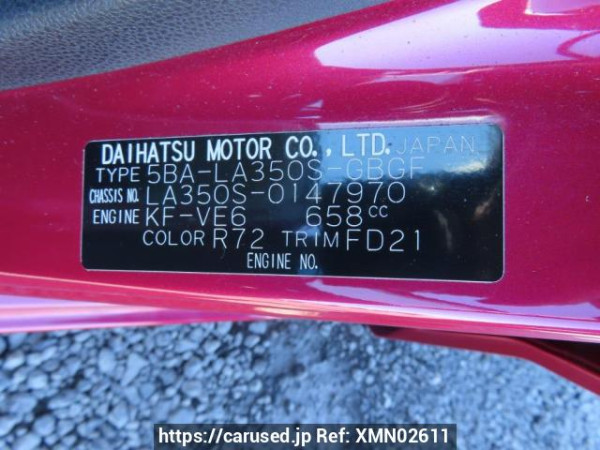 DAIHATSU MOTOR CO., LTD. JAPAN
TYPE 5BA-LA350S-GBGF
CHASSIS NO. LA350S-0147970
ENGINE KF-VE6 658cc
COLOR R72 TRIM FD21
ENGINE NO.
https://carused.jp Ref: XMN02611